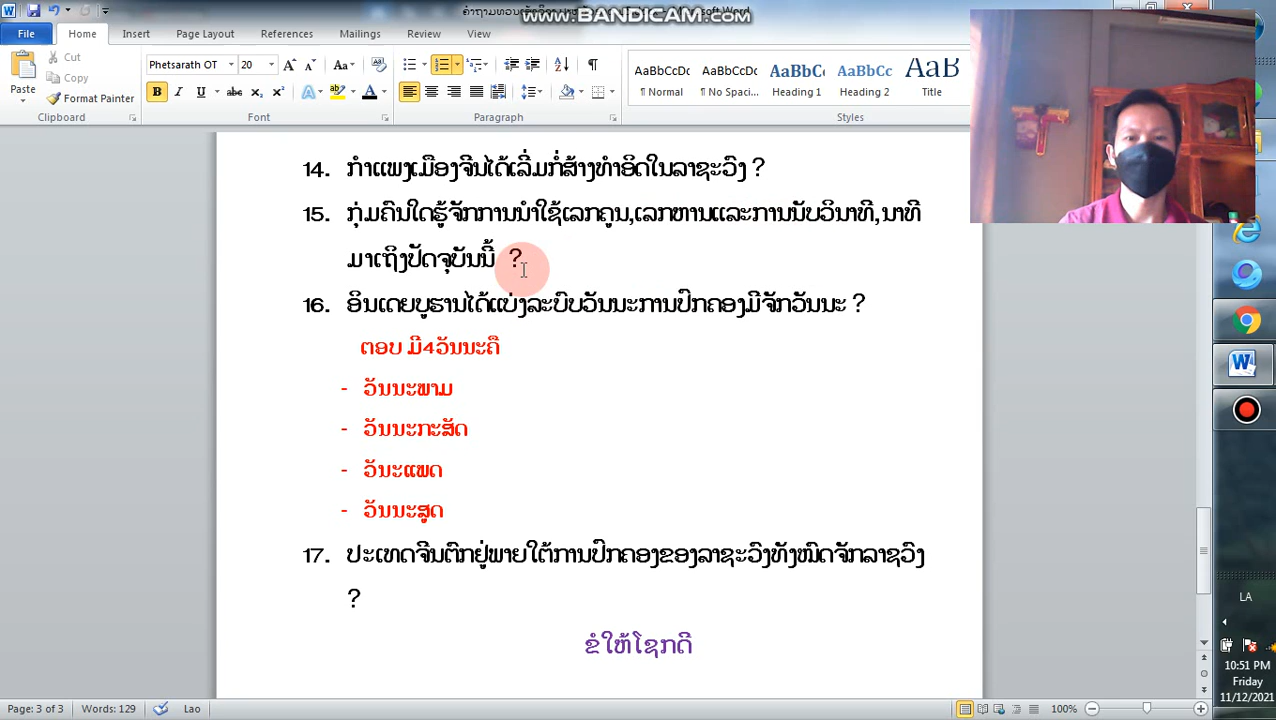 www.BANDICAM.com
File Home Insert Page Layout References Mailings Review View
Cut
Copy
Format Painter
Paste
Clipboard
Phetsarath OT 20
Font
Paragraph
AaBbCcDc AaBbCcDc AaBbCc AaBbCc AaB
¶ Normal ¶ No Spaci... Heading 1 Heading 2 Title
Styles
14. ກຳແພງເມືອງຈີນໄດ້ເລີ່ມກໍ່ສ້າງທຳອິດໃນລາຊະວົງ ?
15. ກຸ່ມຄົນໃດຮູ້ຈັກການນຳໃຊ້ເລກຄູນ,ເລກຫານແລະການນັບວິນາທີ,ນາທີ
ມາເຖິງປັດຈຸບັນນີ້ ?
16. ອິນເດຍບູຮານໄດ້ແບ່ງລະບົບວັນນະການປົກຄອງມີຈັກວັນນະ ?
ຕອບ ມີ4ວັນນະຄື
- ວັນນະພາມ
- ວັນນະກະສັດ
- ວັນະແພດ
- ວັນນະສູດ
17. ປະເທດຈີນຕົກຢູ່ພາຍໃຕ້ການປົກຄອງຂອງລາຊະວົງທັງໝົດຈັກລາຊວົງ
?
ຂໍໃຫ້ໂຊກດີ
Page: 3 of 3 Words: 129 Lao 100%
LA
10:51 PM
Friday
11/12/2021